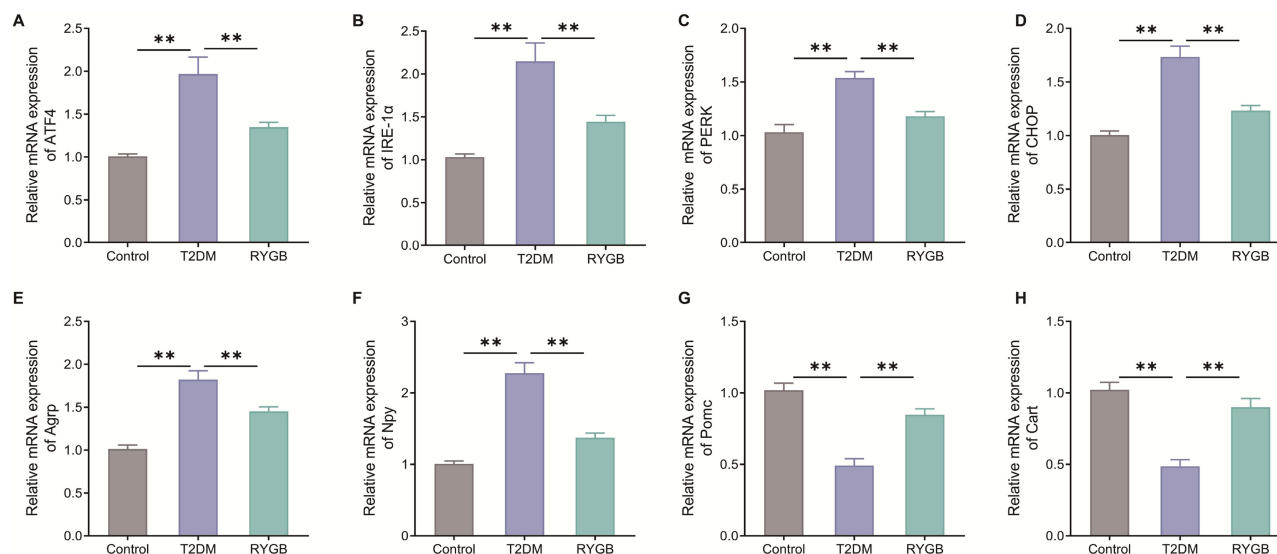 A
Relative mRNA expression
of ATF4
2.5
2.0
1.5
1.0
0.5
0.0
** **
Control T2DM RYGB
B
Relative mRNA expression
of IRE-1α
2.5
2.0
1.5
1.0
0.5
0.0
** **
Control T2DM RYGB
C
Relative mRNA expression
of PERK
2.0
1.5
1.0
0.5
0.0
** **
Control T2DM RYGB
D
Relative mRNA expression
of CHOP
2.0
1.5
1.0
0.5
0.0
** **
Control T2DM RYGB
E
Relative mRNA expression
of Agrp
2.5
2.0
1.5
1.0
0.5
0.0
** **
Control T2DM RYGB
F
Relative mRNA expression
of Npy
3
2
1
0
** **
Control T2DM RYGB
G
Relative mRNA expression
of Pomc
1.5
1.0
0.5
0.0
** **
Control T2DM RYGB
H
Relative mRNA expression
of Cart
1.5
1.0
0.5
0.0
** **
Control T2DM RYGB